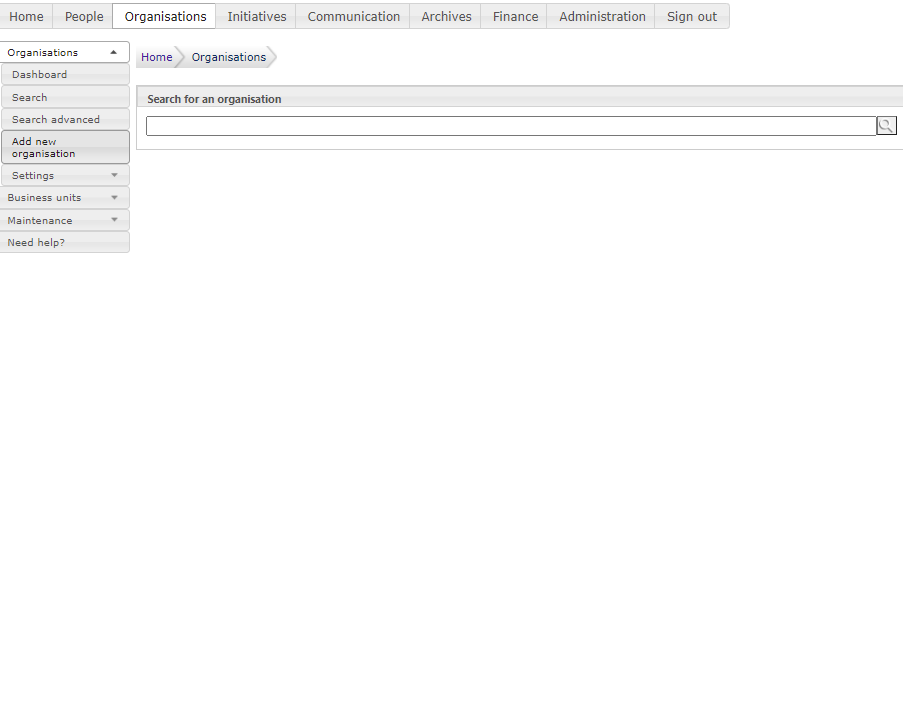 Home People Organisations Initiatives Communication Archives Finance Administration Sign out
Organisations
Dashboard
Search
Search advanced
Add new
organisation
Settings
Business units
Maintenance
Need help?
Home Organisations
Search for an organisation